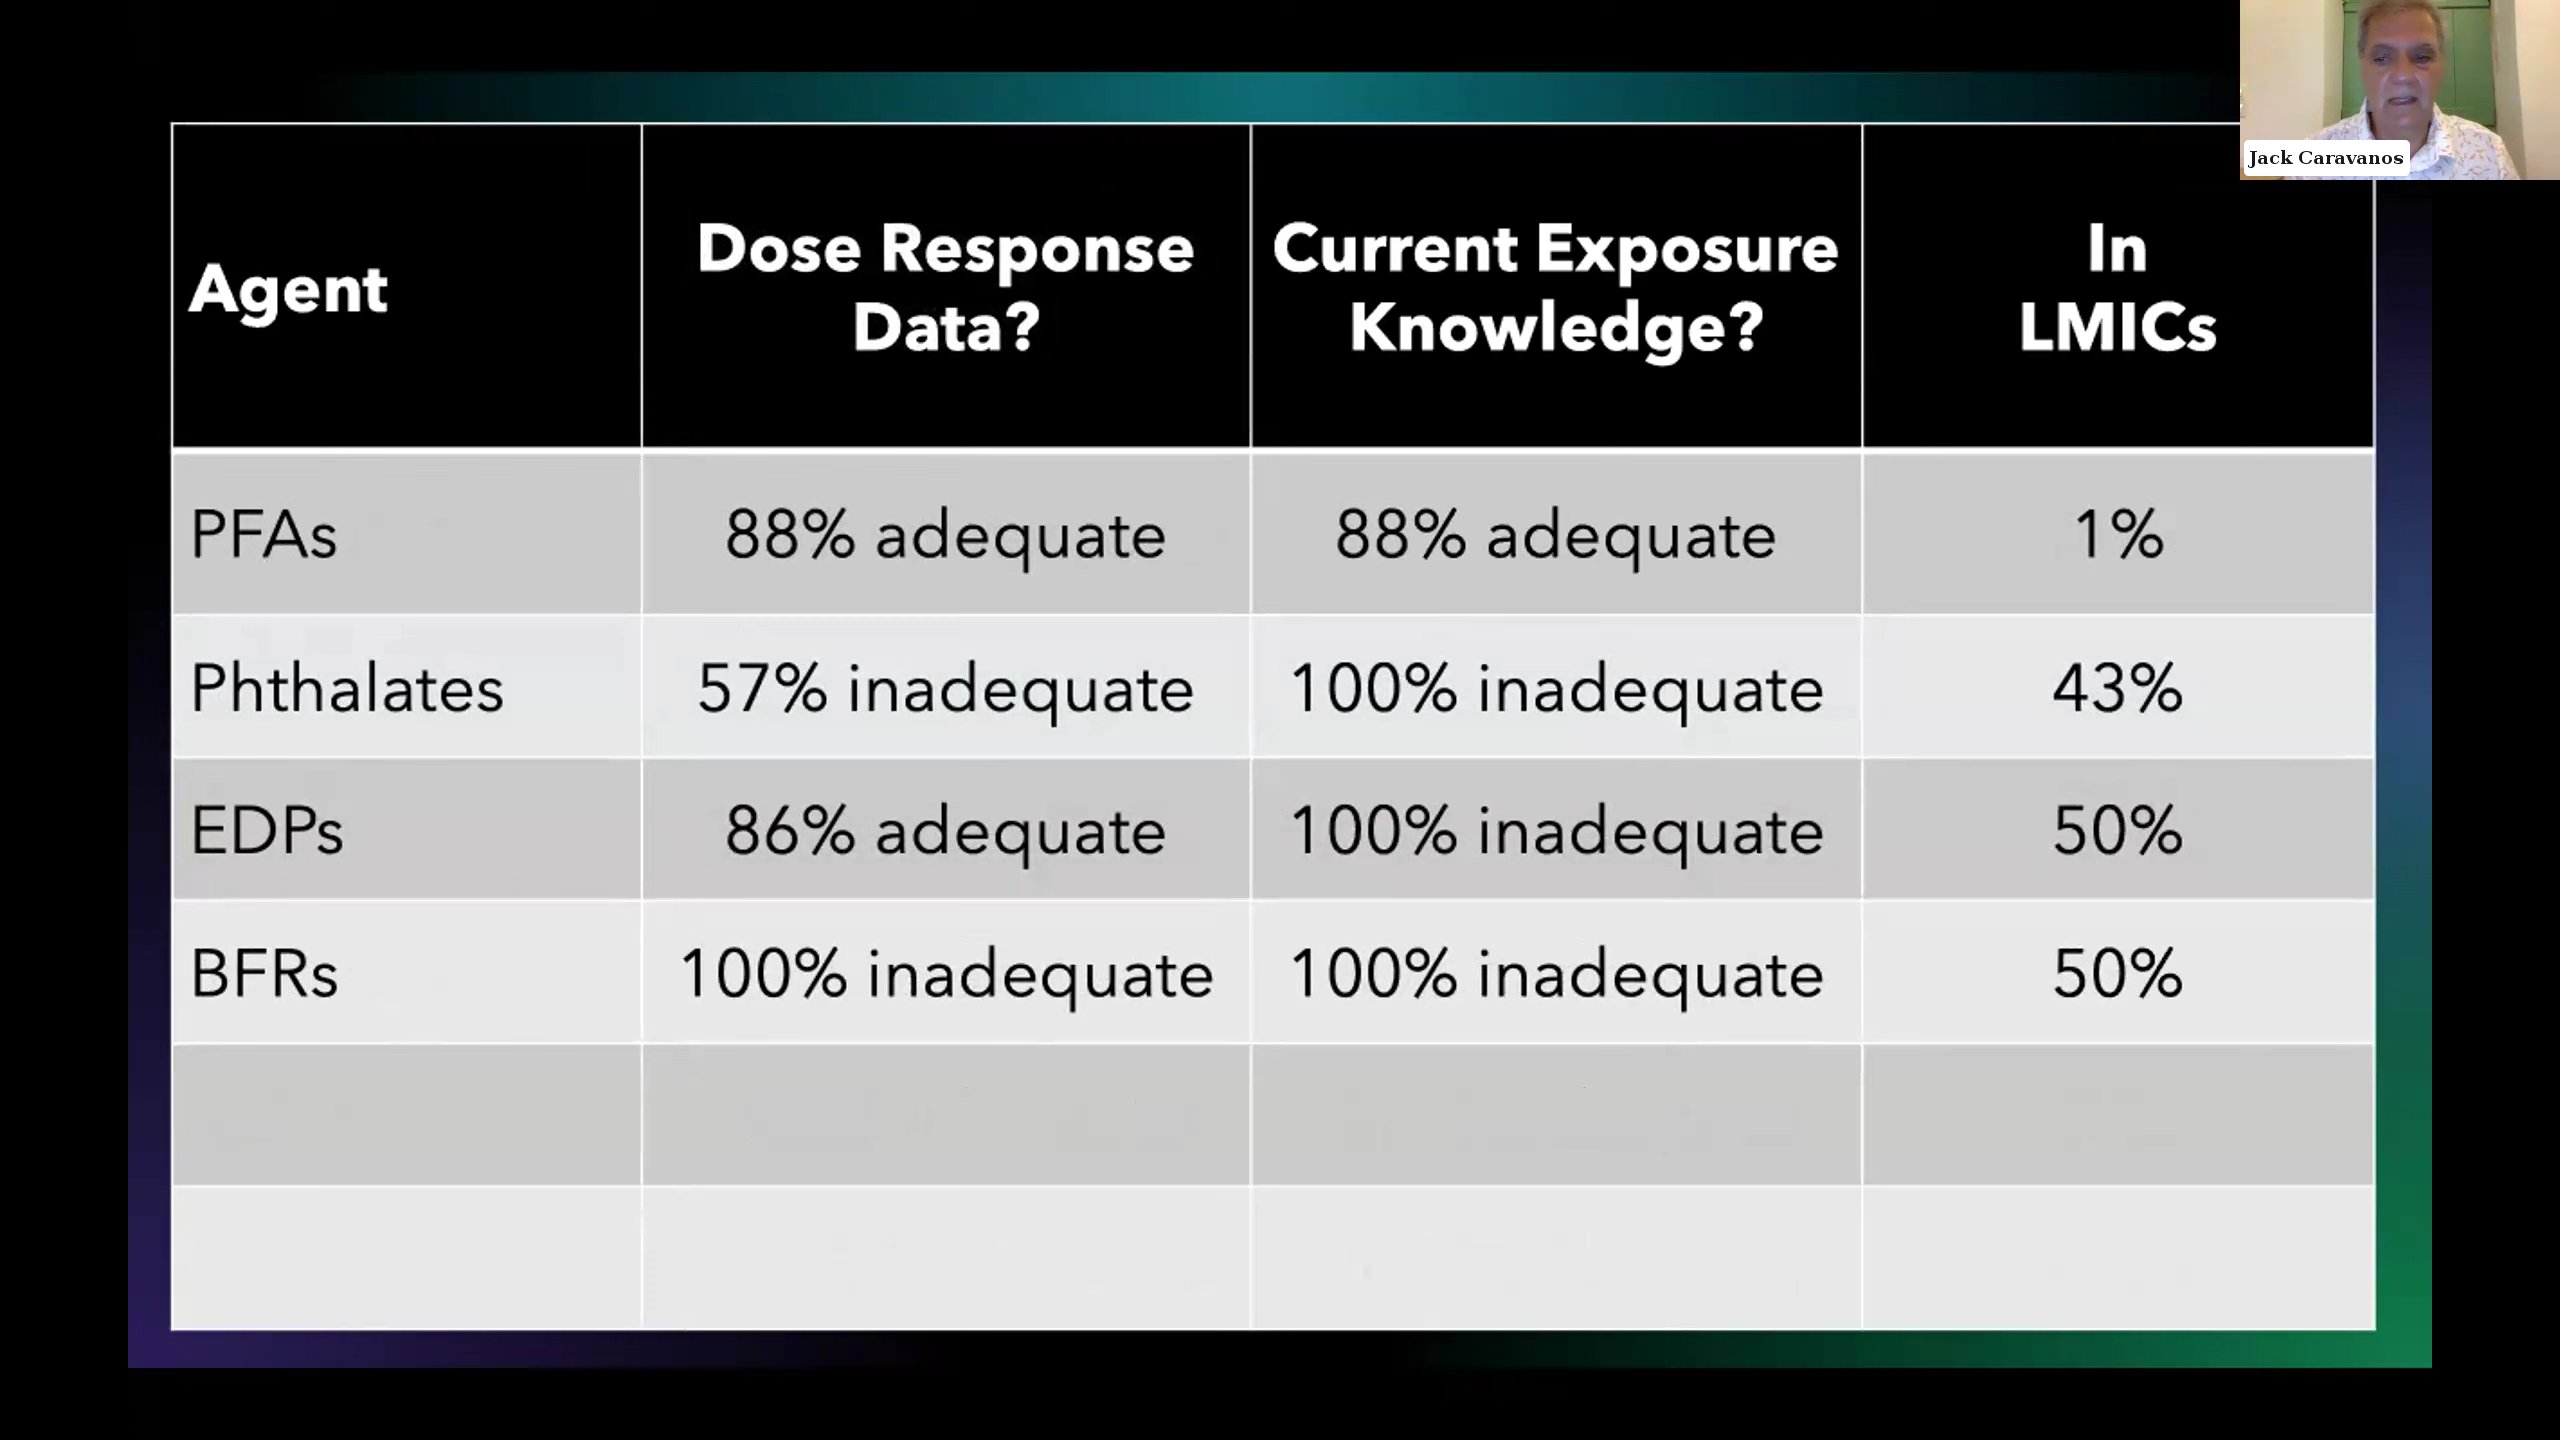 Jack Caravanos
Agent
Dose Response
Data?
Current Exposure
Knowledge?
In
LMICs
PFAs
88% adequate
88% adequate
1%
Phthalates
57% inadequate
100% inadequate
43%
EDPs
86% adequate
100% inadequate
50%
BFRs
100% inadequate
100% inadequate
50%